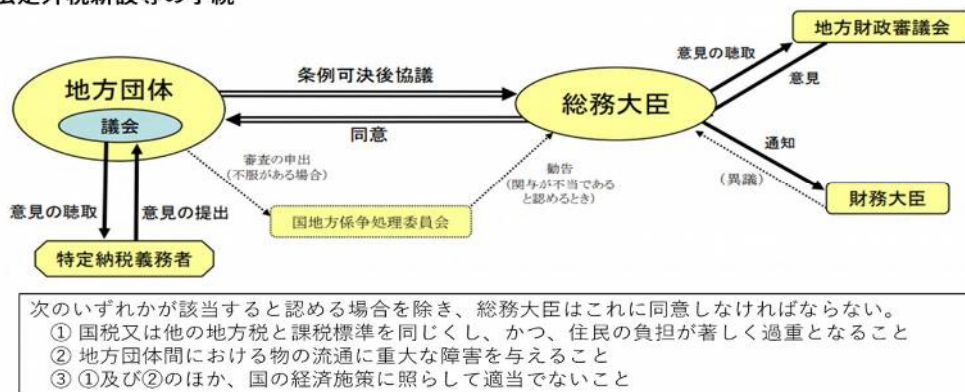 法定外税新設等の手続
地方財政審議会
意見の聴取
意見
条例可決後協議
地方団体
総務大臣
議会
同意
通知
審査の申出
(不服がある場合)
勧告
(関与が不当である
と認めるとき)
(異議)
財務大臣
意見の聴取
意見の提出
国地方係争処理委員会
特定納税義務者
次のいずれかが該当すると認める場合を除き、総務大臣はこれに同意しなければならない。
① 国税又は他の地方税と課税標準を同じくし、かつ、住民の負担が著しく過重となること
② 地方団体間における物の流通に重大な障害を与えること
③ ①及び②のほか、国の経済施策に照らして適当でないこと